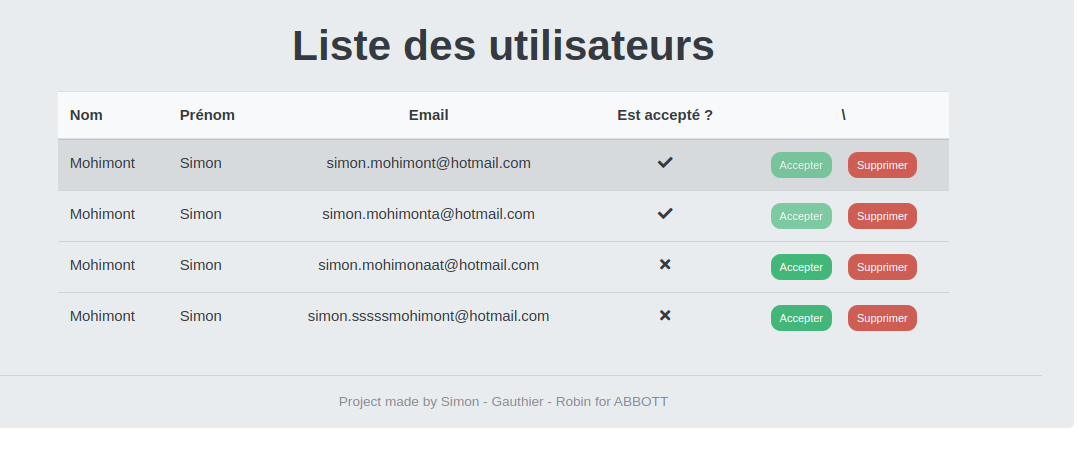 Liste des utilisateurs
Nom Prénom Email Est accepté ? \
Mohimont Simon simon.mohimont@hotmail.com Accepter Supprimer
Mohimont Simon simon.mohimonta@hotmail.com Accepter Supprimer
Mohimont Simon simon.mohimonaat@hotmail.com Accepter Supprimer
Mohimont Simon simon.sssssmohimont@hotmail.com Accepter Supprimer
Project made by Simon - Gauthier - Robin for ABBOTT